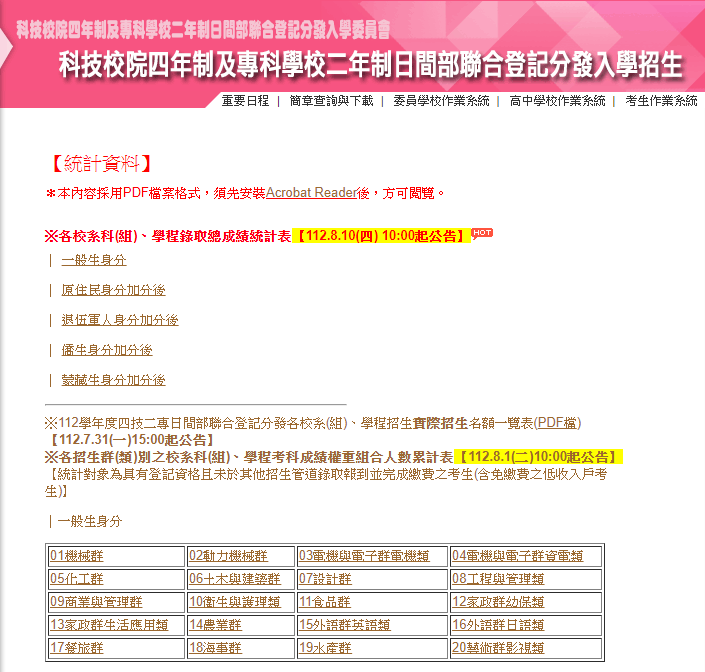 科技校院四年制及專科學校二年制日間部聯合登記分發入學委員會
科技校院四年制及專科學校二年制日間部聯合登記分發入學招生
重要日程 | 簡章查詢與下載 | 委員學校作業系統 | 高中學校作業系統 | 考生作業系統
【統計資料】
＊本內容採用PDF檔案格式，須先安裝Acrobat Reader後，方可閱覽。
※各校系科(組)、學程錄取總成績統計表【112.8.10(四) 10:00起公告】HOT
｜ 一般生身分
｜ 原住民身分加分後
｜ 退伍軍人身分加分後
｜ 僑生身分加分後
｜ 蒙藏生身分加分後
※112學年度四技二專日間部聯合登記分發各校系(組)、學程招生實際招生名額一覽表(PDF檔)
【112.7.31(一)15:00起公告】
※各招生群(類)別之校系科(組)、學程考科成績權重組合人數累計表【112.8.1(二)10:00起公告】
【統計對象為具有登記資格且未於其他招生管道錄取報到並完成繳費之考生(含免繳費之低收入戶考
生)】
｜一般生身分
01機械群 02動力機械群 03電機與電子群電機類 04電機與電子群資電類
05化工群 06土木與建築群 07設計群 08工程與管理類
09商業與管理群 10衛生與護理類 11食品群 12家政群幼保類
13家政群生活應用類 14農業群 15外語群英語類 16外語群日語類
17餐旅群 18海事群 19水產群 20藝術群影視類